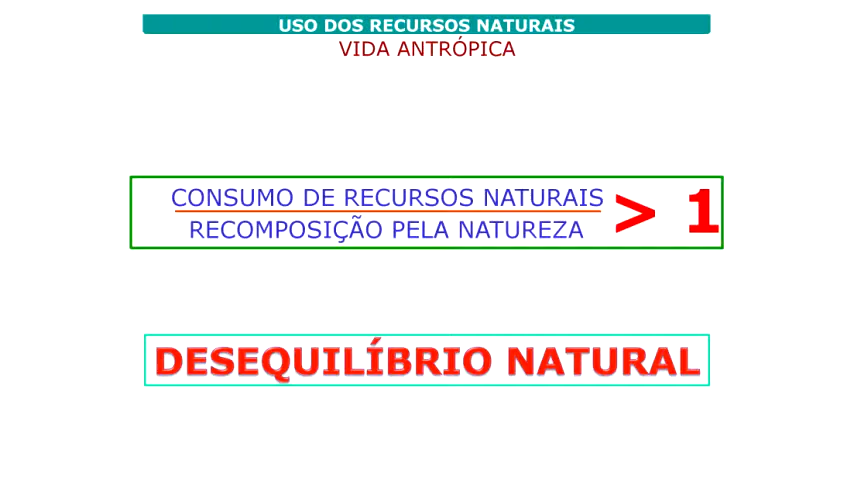 USO DOS RECURSOS NATURAIS
VIDA ANTRÓPICA
CONSUMO DE RECURSOS NATURAIS
RECOMPOSIÇÃO PELA NATUREZA
> 1
DESEQUILÍBRIO NATURAL